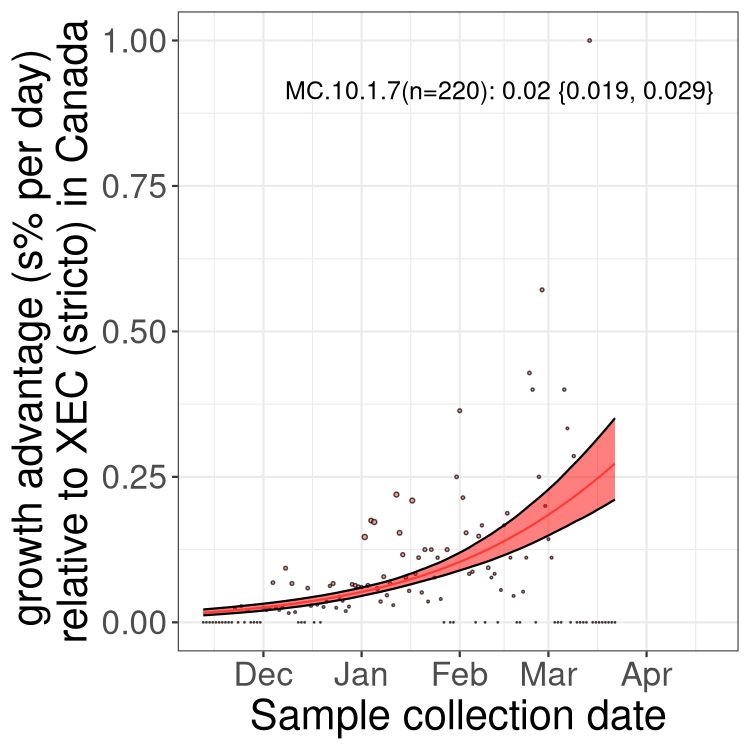 growth advantage (s% per day)
relative to XEC (stricto) in Canada
1.00
0.75
0.50
0.25
0.00
MC.10.1.7(n=220): 0.02 {0.019, 0.029}
Dec Jan Feb Mar Apr
Sample collection date